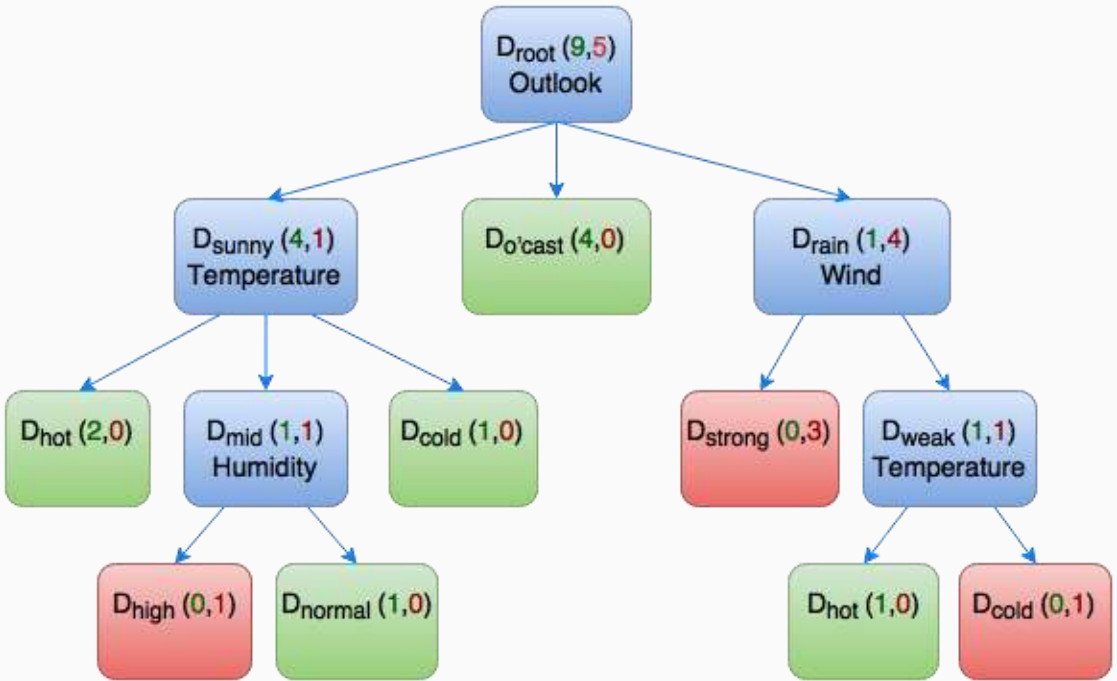 Droot (9,5)
Outlook
Dsunny (4,1)
Temperature
Do'cast (4,0)
Drain (1,4)
Wind
Dhot (2,0)
Dmid (1,1)
Humidity
Dcold (1,0)
Dstrong (0,3)
Dweak (1,1)
Temperature
Dhigh (0,1)
Dnormal (1,0)
Dhot (1,0)
Dcold (0,1)